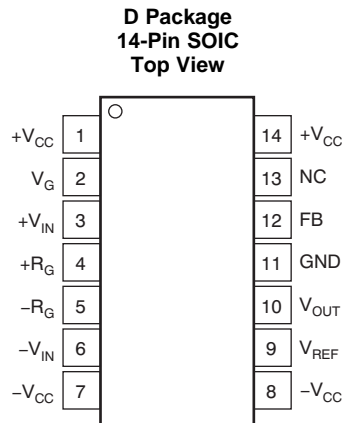 D Package
14-Pin SOIC
Top View
+VCC 1 14 +VCC
VG 2 13 NC
+VIN 3 12 FB
+RG 4 11 GND
−RG 5 10 VOUT
−VIN 6 9 VREF
−VCC 7 8 −VCC